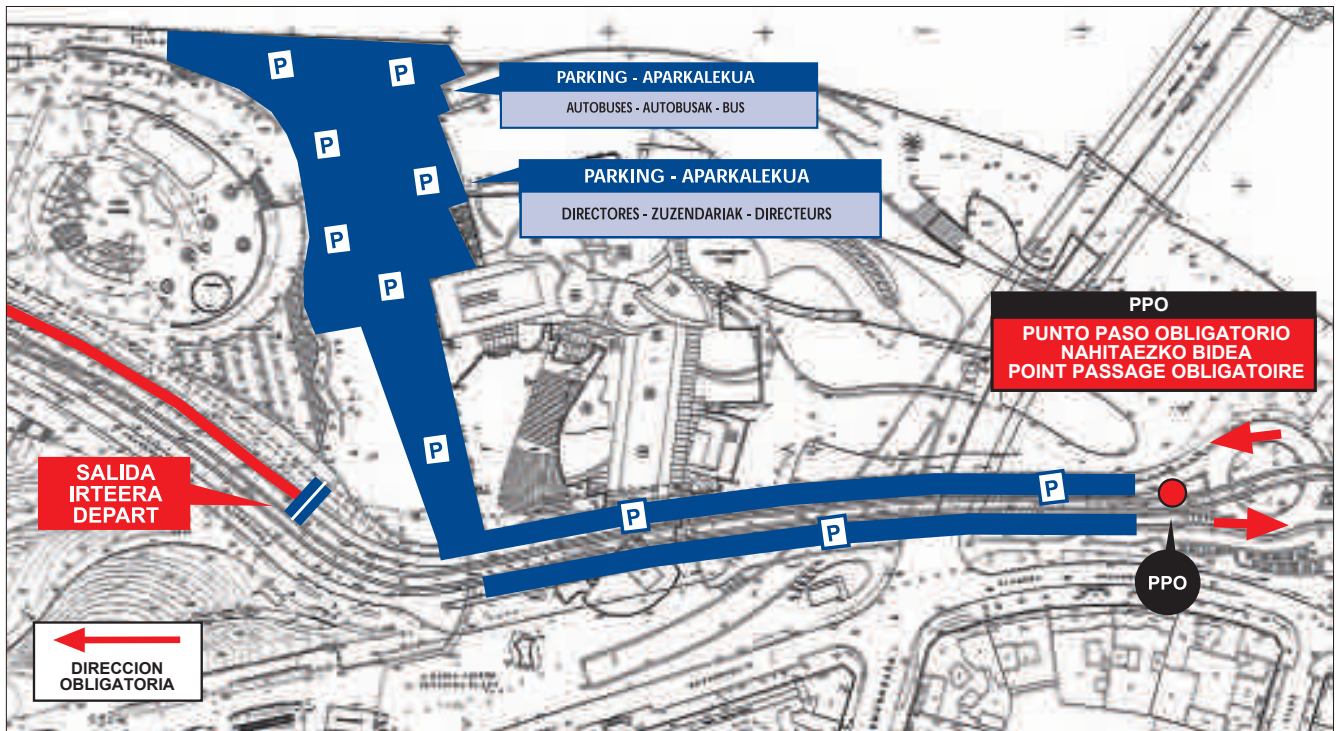 P
P
PARKING - APARKALEKUA
AUTOBUSES - AUTOBUSAK - BUS
P
P
PARKING - APARKALEKUA
DIRECTORES - ZUZENDARIAK - DIRECTEURS
P
P
PPO
PUNTO PASO OBLIGATORIO
NAHITAEZKO BIDEA
POINT PASSAGE OBLIGATOIRE
P
SALIDA
IRTEERA
DEPART
P
P
P
PPO
DIRECCION
OBLIGATORIA